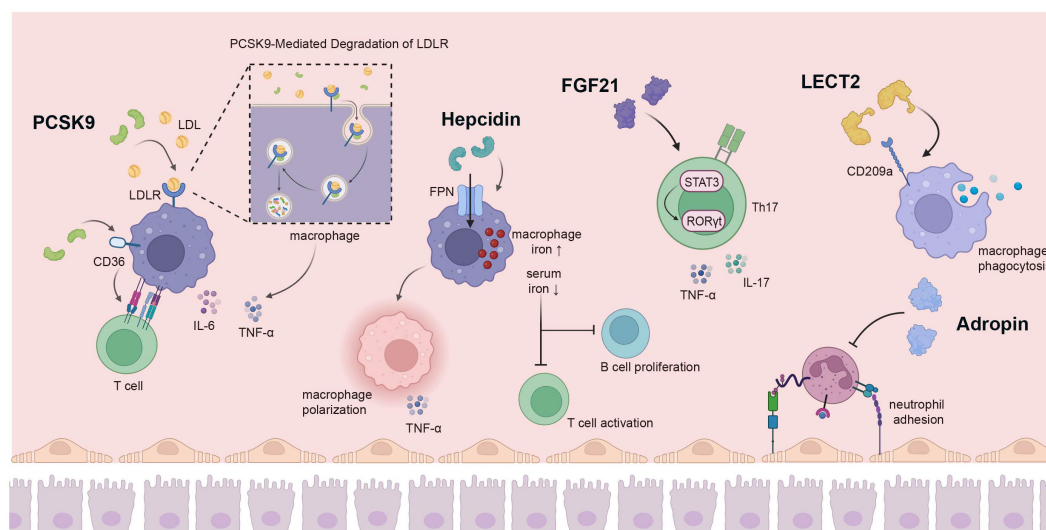 PCSK9-Mediated Degradation of LDLR
PCSK9
LDL
LDLR
CD36
IL-6
TNF-α
T cell
macrophage
Hepcidin
FPN
macrophage
iron ↑
serum
iron ↓
macrophage
polarization
TNF-α
B cell proliferation
T cell activation
FGF21
STAT3
RORγt
Th17
TNF-α
IL-17
LECT2
CD209a
macrophage
phagocytosis
Adropin
neutrophil
adhesion